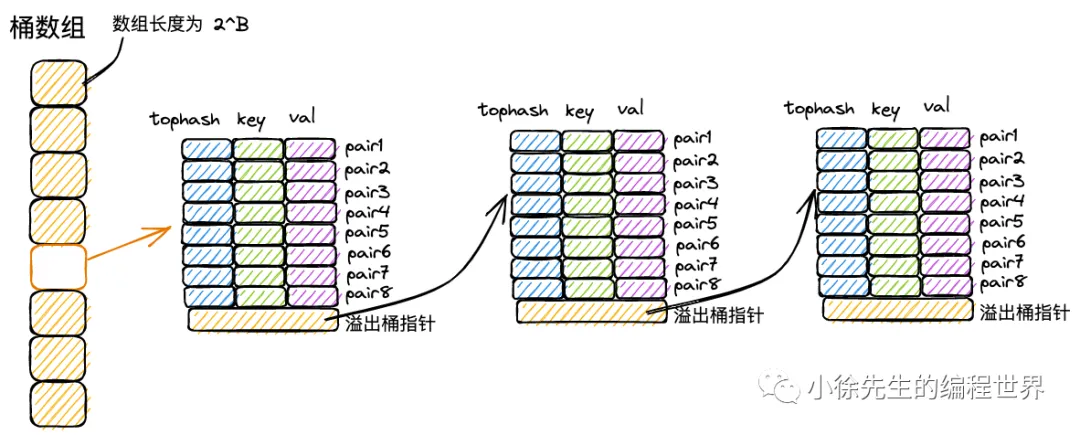 桶数组
数组长度为 2^B
tophash key val
pair1
pair2
pair3
pair4
pair5
pair6
pair7
pair8
溢出桶指针
tophash key val
pair1
pair2
pair3
pair4
pair5
pair6
pair7
pair8
溢出桶指针
tophash key val
pair1
pair2
pair3
pair4
pair5
pair6
pair7
pair8
溢出桶指针
小徐先生的编程世界